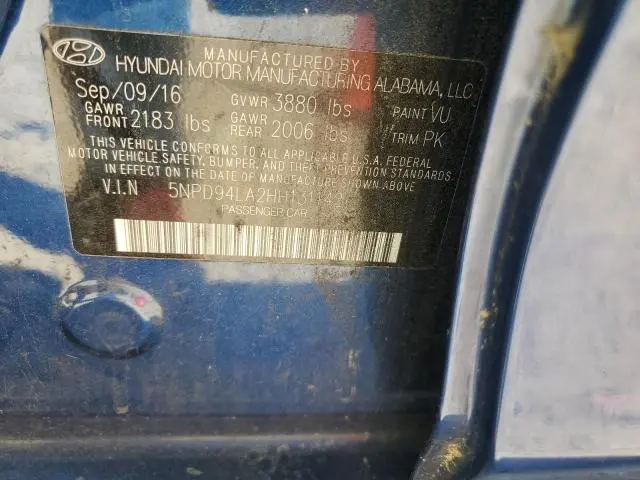 MANUFACTURED BY
HYUNDAI MOTOR MANUFACTURING ALABAMA, LLC
Sep/09/16 GVWR 3880 lbs PAINT VU
GAWR FRONT 2183 lbs GAWR REAR 2006 lbs TRIM PK
THIS VEHICLE CONFORMS TO ALL APPLICABLE U.S.A. FEDERAL
MOTOR VEHICLE SAFETY, BUMPER, AND THEFT PREVENTION
STANDARDS IN EFFECT ON THE DATE OF MANUFACTURE SHOWN ABOVE.
V.I.N
PASSENGER CAR